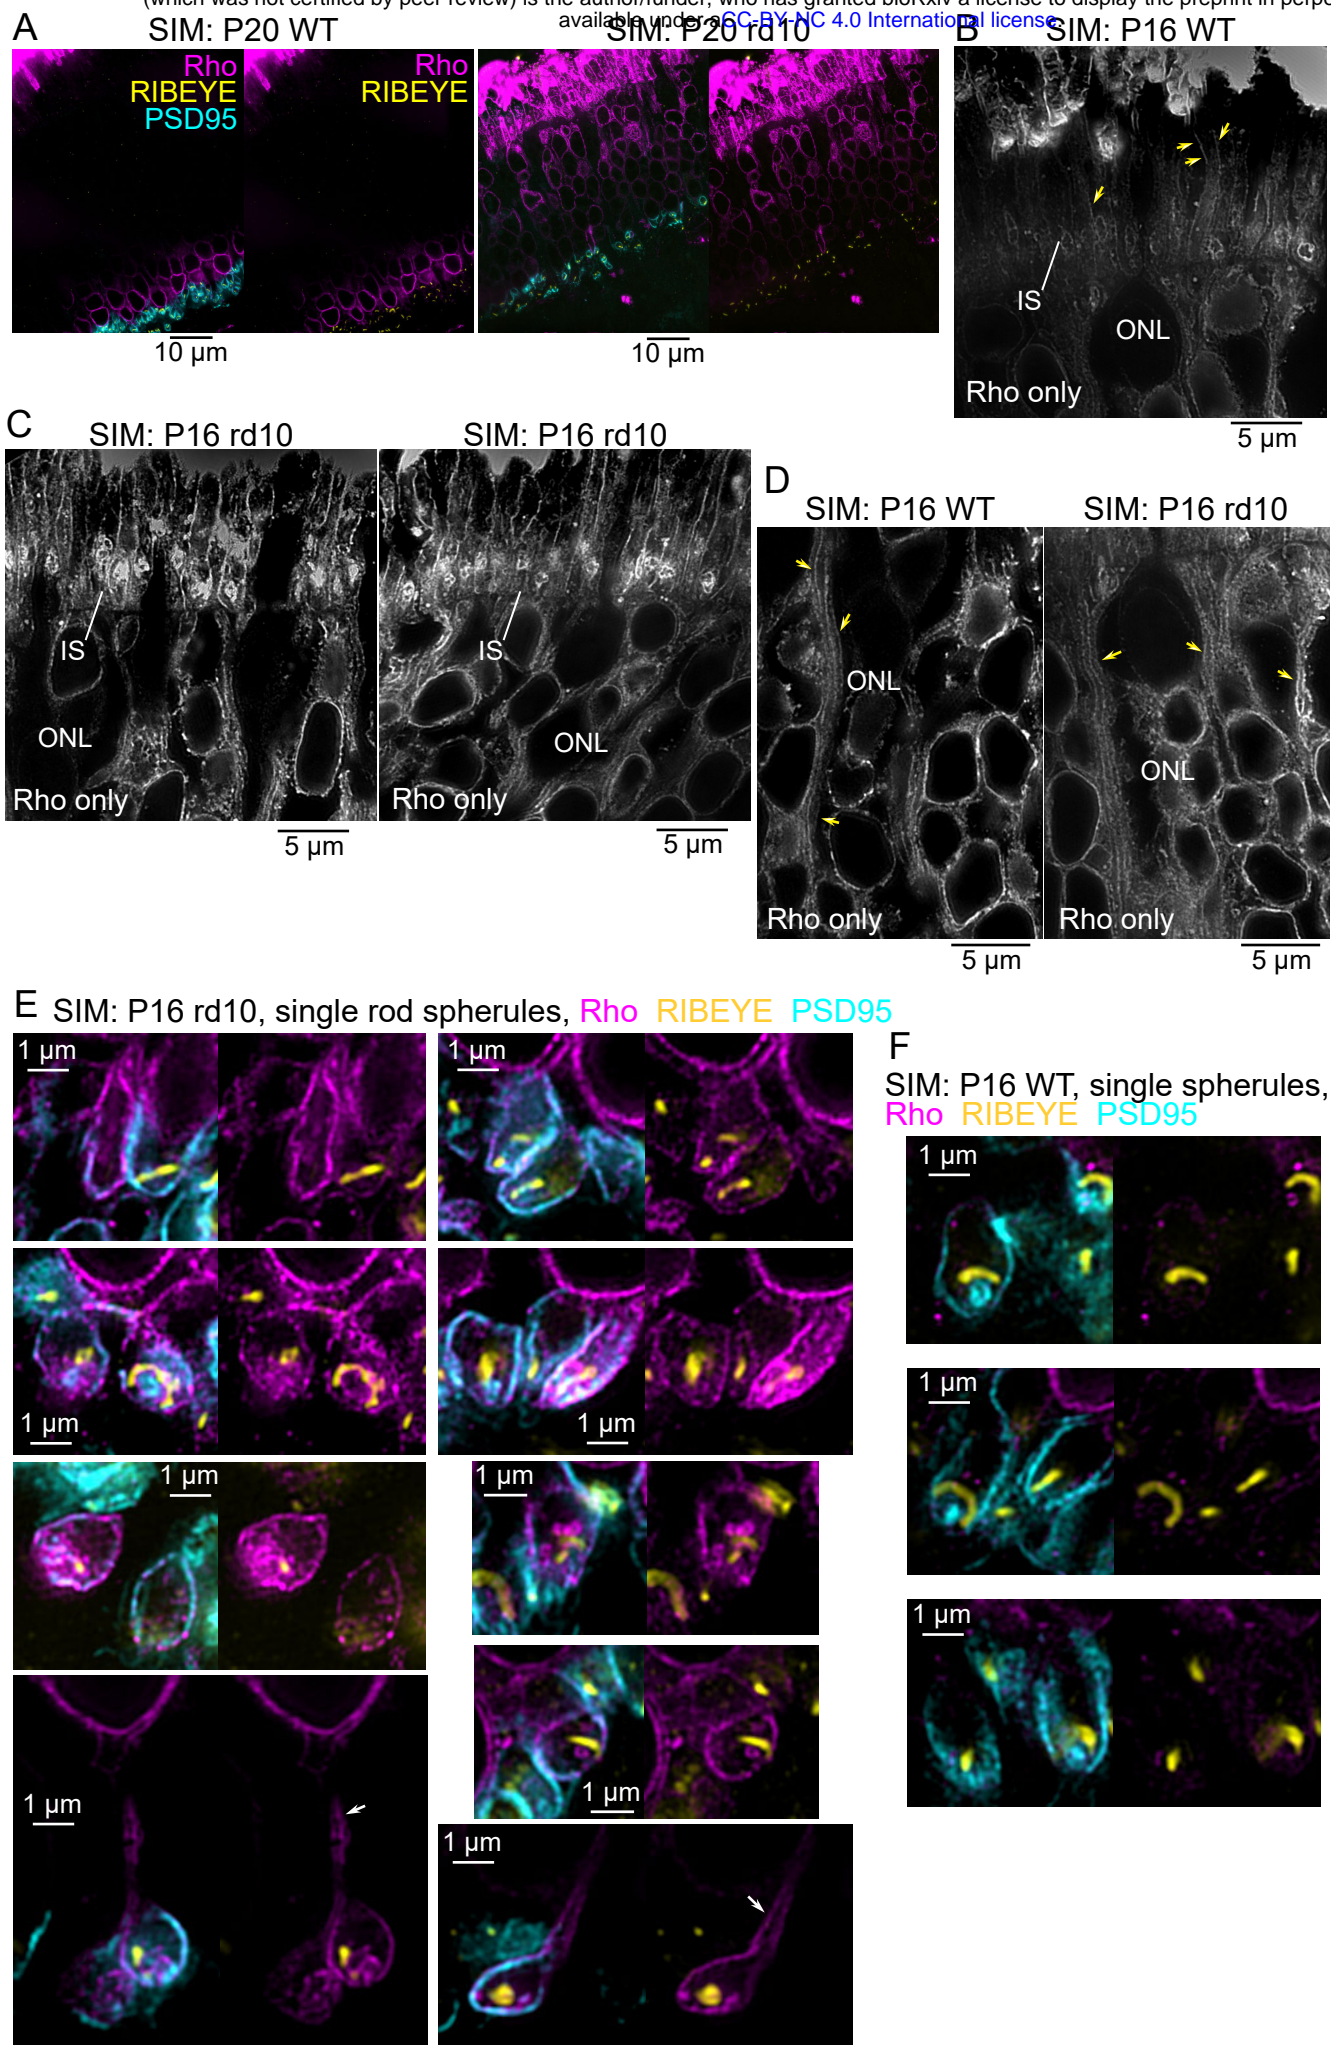 (which was not certified by peer review) is the author/funder, who has granted bioRxiv a license to display the preprint in
available under aCC-BY-NC 4.0 International license.
A
SIM: P20 WT
SIM: P20 rd10
B
SIM: P16 WT
Rho
RIBEYE
PSD95
Rho
RIBEYE
10 µm
10 µm
IS
ONL
Rho only
5 µm
C
SIM: P16 rd10
SIM: P16 rd10
IS
ONL
Rho only
5 µm
IS
ONL
Rho only
5 µm
D
SIM: P16 WT
SIM: P16 rd10
ONL
Rho only
5 µm
ONL
Rho only
5 µm
E
SIM: P16 rd10, single rod spherules, Rho RIBEYE PSD95
1 µm
1 µm
1 µm
1 µm
1 µm
1 µm
1 µm
1 µm
1 µm
F
SIM: P16 WT, single spherules,
Rho RIBEYE PSD95
1 µm
1 µm
1 µm